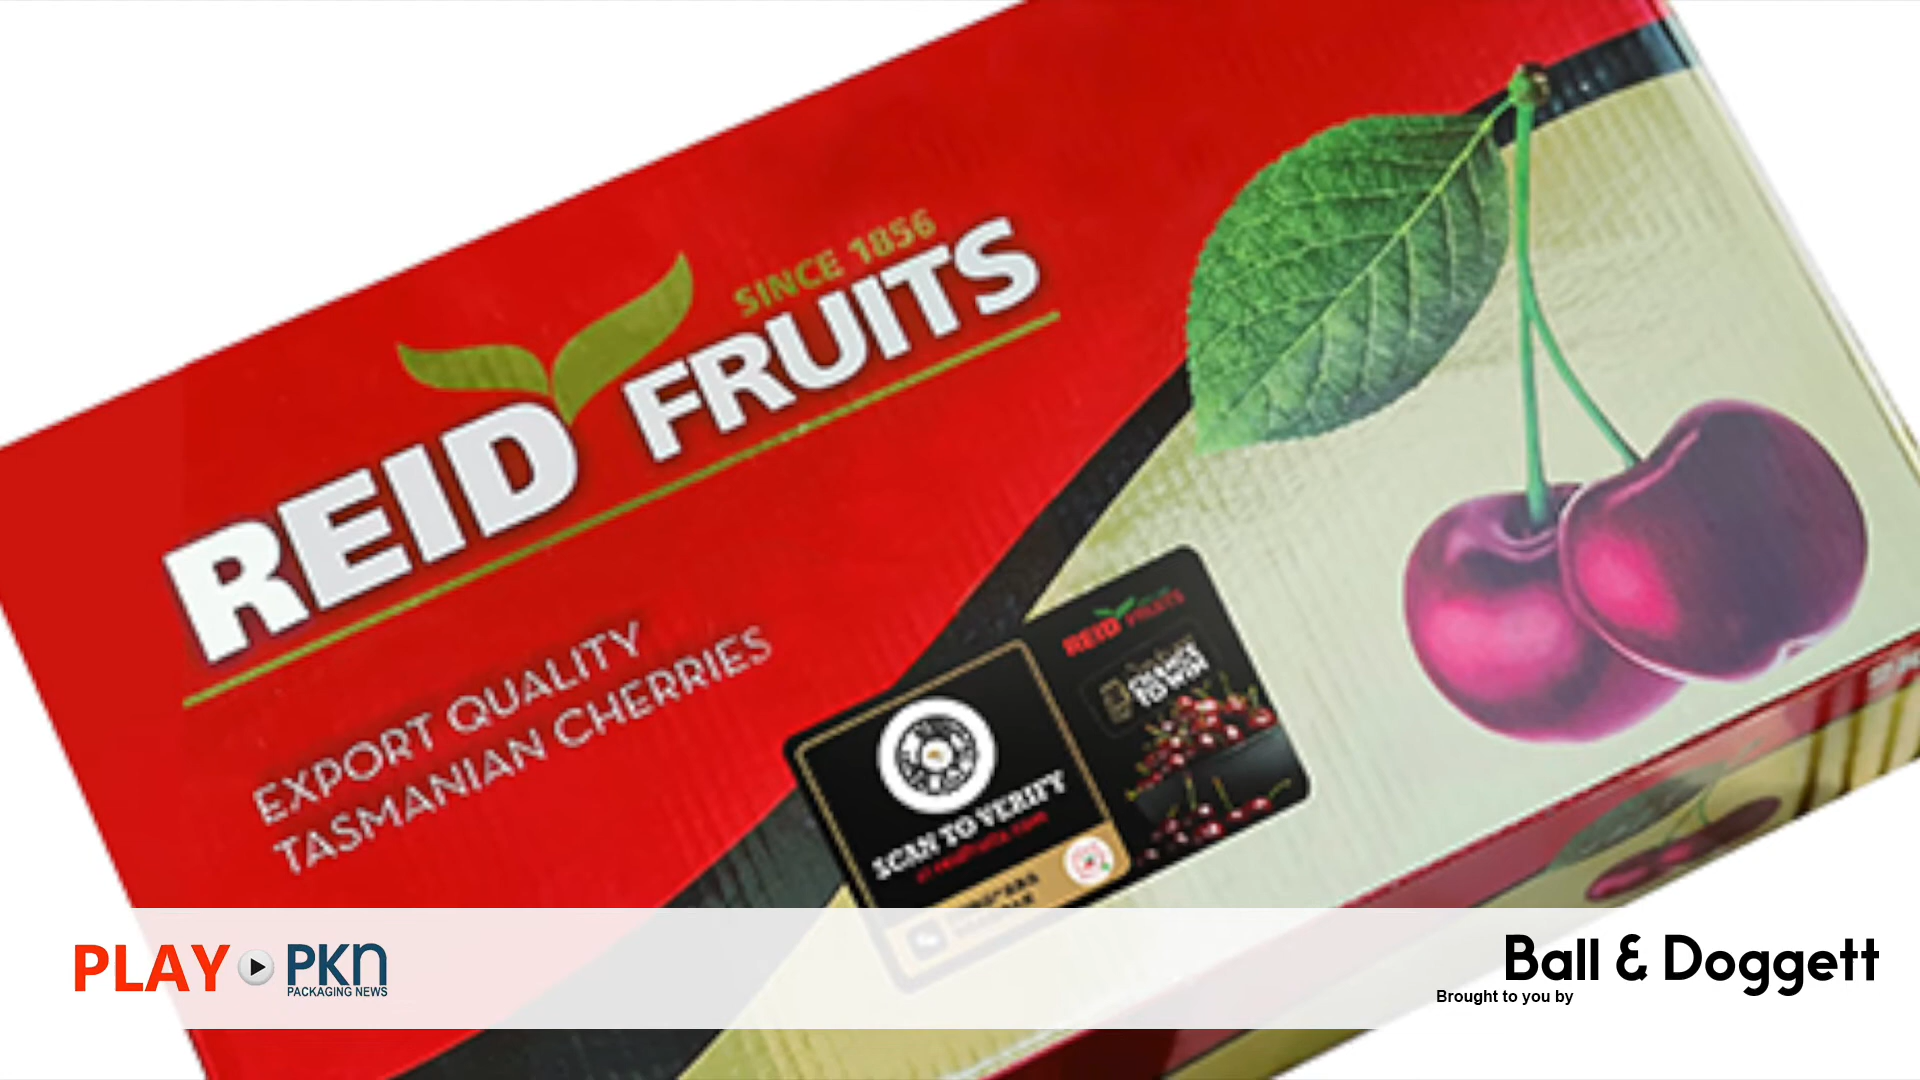 SINCE 1856
REID FRUITS
EXPORT QUALITY
TASMANIAN CHERRIES
REID FRUITS
CHANCE
TO WIN
SCAN TO VERIFY
PLAY PKN
PACKAGING NEWS
Ball & Doggett
Brought to you by